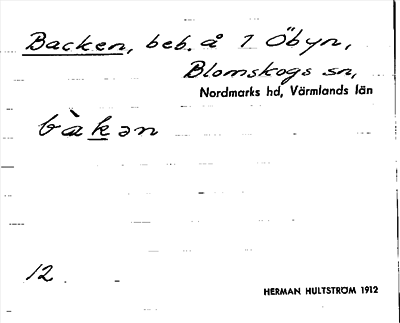 Backen, beb. å 1 Öbyn,
Blomskogs sn,
Nordmarks hd, Värmlands län
bàkən
12.
HERMAN HULTSTRÖM 1912